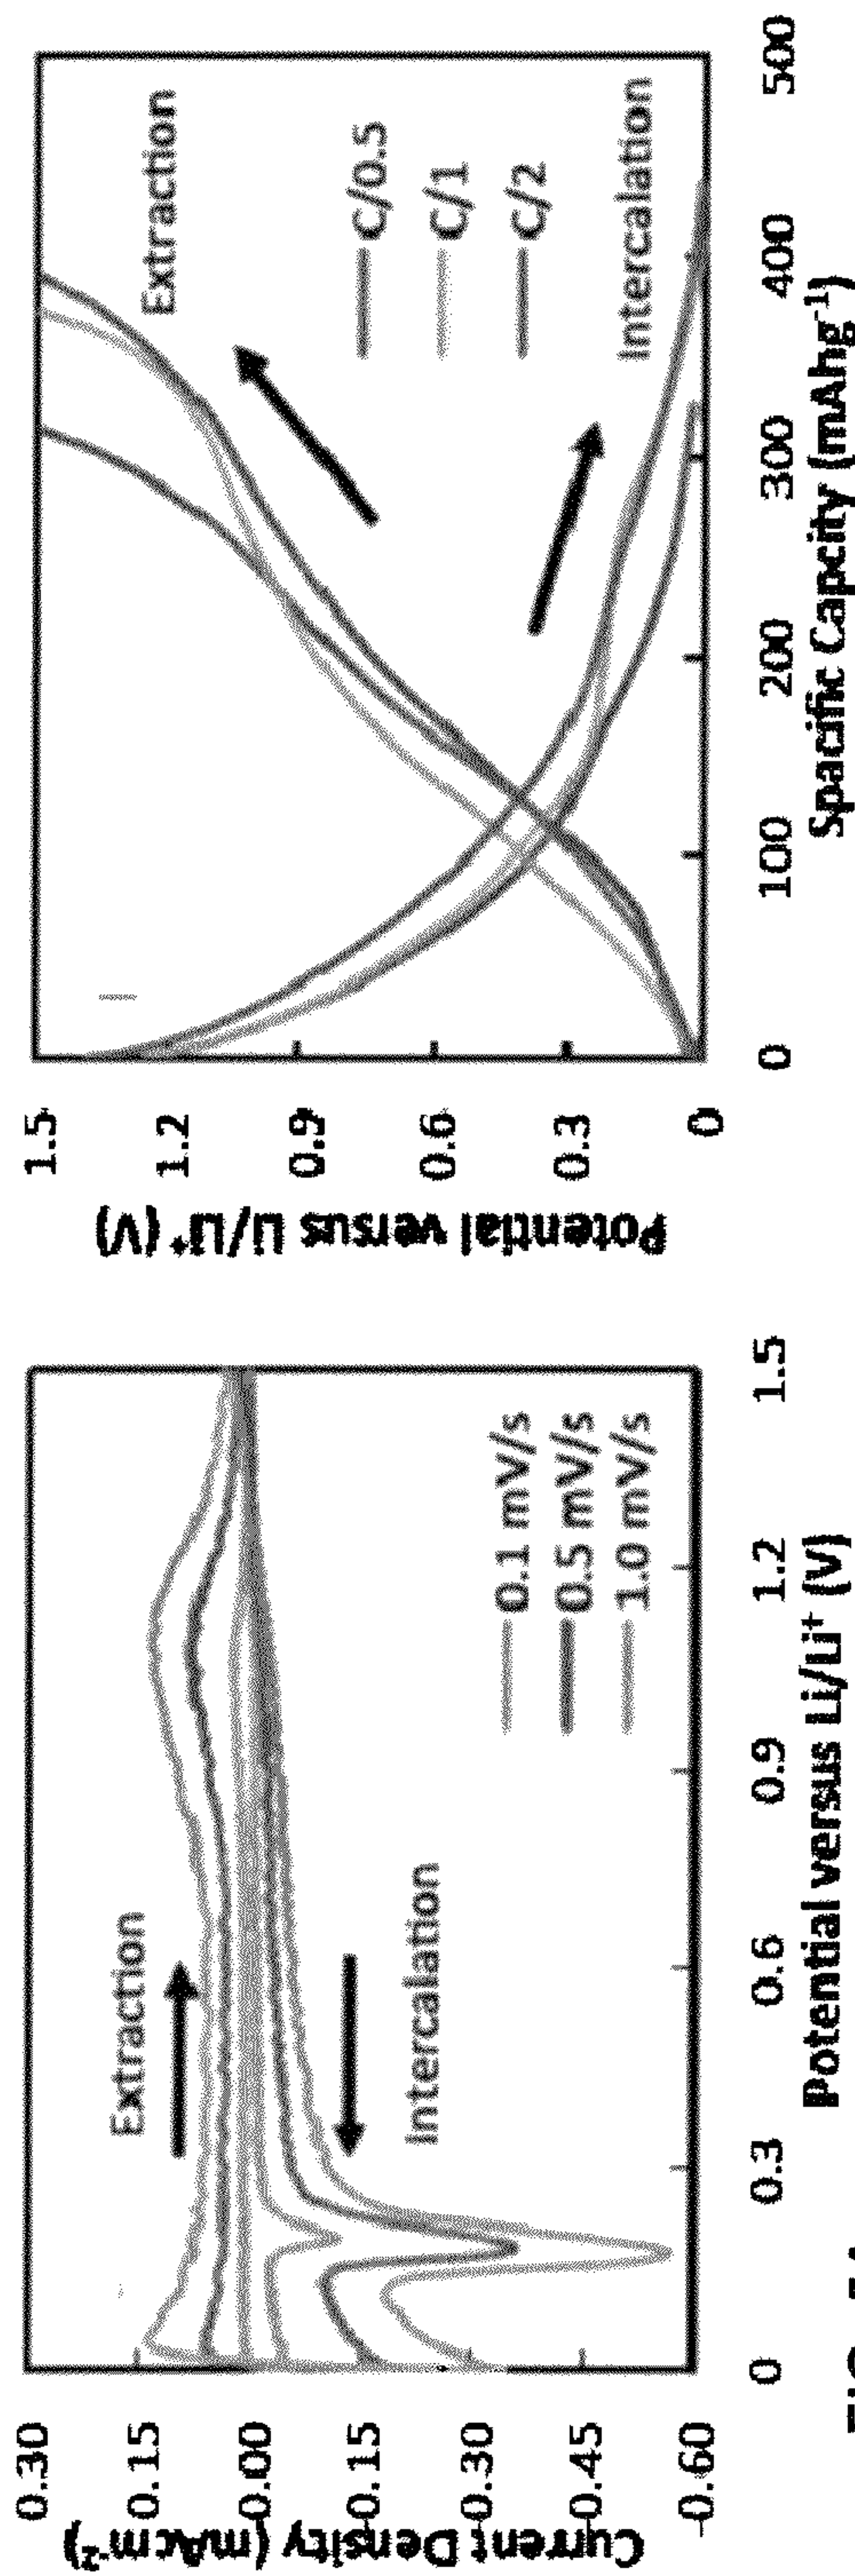 0.30
0.15
0.00
-0.15
-0.30
-0.45
-0.60
Current Density (mAcm⁻²)
Extraction
Intercalation
0.1 mV/s
0.5 mV/s
1.0 mV/s
0
0.3
0.6
0.9
1.2
1.5
Potential versus Li/Li⁺ (V)
1.5
1.2
0.9
0.6
0.3
0
Potential versus Li/Li⁺ (V)
Extraction
C/0.5
C/1
C/2
Intercalation
0
100
200
300
400
500
Spacific Capcity (mAhg⁻¹)